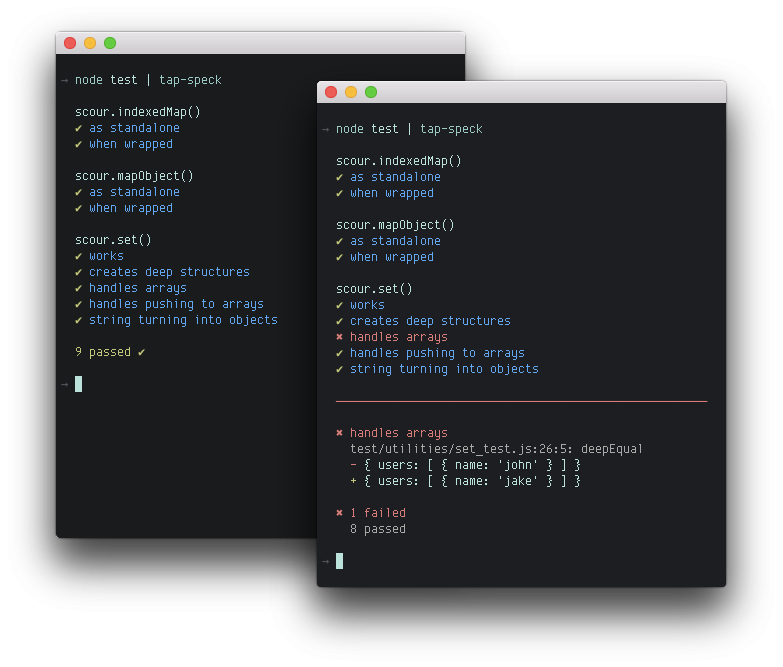 → node test | tap-speck
scour.indexedMap()
✔ as standalone
✔ when wrapped
scour.mapObject()
✔ as standalone
✔ when wrapped
scour.set()
✔ works
✔ creates deep structures
✔ handles arrays
✔ handles pushing to arrays
✔ string turning into objects
9 passed ✔
→
→ node test | tap-speck
scour.indexedMap()
✔ as standalone
✔ when wrapped
scour.mapObject()
✔ as standalone
✔ when wrapped
scour.set()
✔ works
✔ creates deep structures
✖ handles arrays
✔ handles pushing to arrays
✔ string turning into objects
✖ handles arrays
test/utilities/set_test.js:26:5: deepEqual
- { users: [ { name: 'john' } ] }
+ { users: [ { name: 'jake' } ] }
✖ 1 failed
8 passed
→